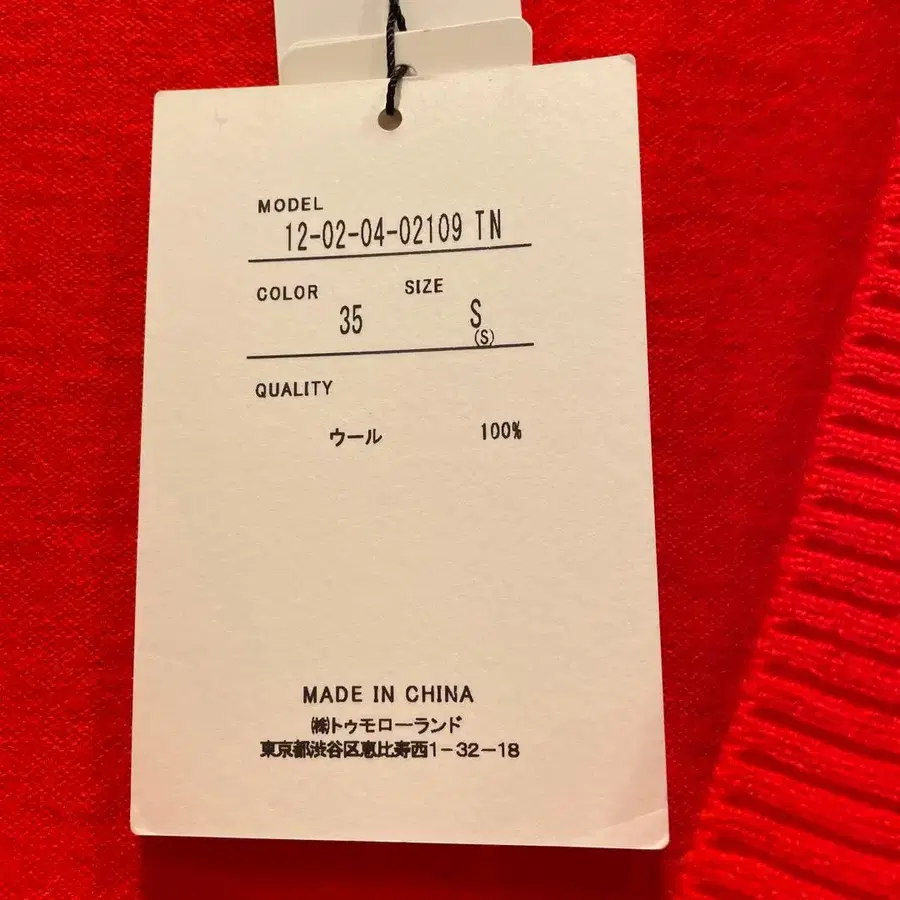 MODEL
12-02-04-02109 TN
COLOR SIZE
35 S
(S)
QUALITY
ウール 100%
MADE IN CHINA
㈱トゥモローランド
東京都渋谷区恵比寿西1-32-18